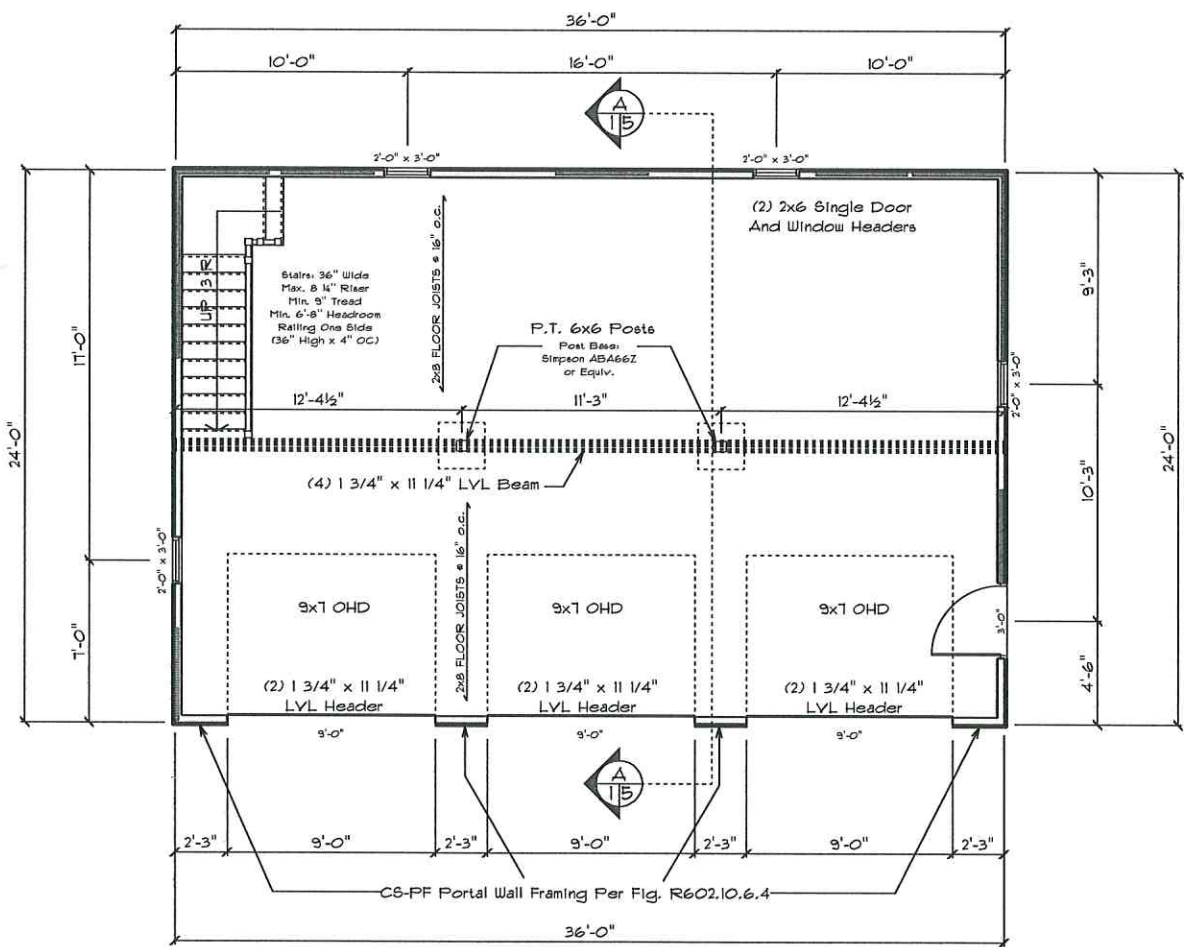 36'-0"
10'-0"
16'-0"
10'-0"
A
1 5
2'-0" x 3'-0"
2'-0" x 3'-0"
(2) 2x6 Single Door
And Window Headers
24'-0"
17'-0"
7'-0"
2'-0" x 3'-0"
Stairs: 36" Wide
Max. 8 1/4" Riser
Min. 9" Tread
Min. 6'-8" Headroom
Railing One Side
(36" High x 4" OC)
2x8 FLOOR JOISTS @ 16" o.c.
P.T. 6x6 Posts
Post Base:
Simpson ABA66Z
or Equiv.
12'-4½"
11'-3"
12'-4½"
(4) 1 3/4" x 11 1/4" LVL Beam
9'-3"
2'-0" x 3'-0"
10'-3"
24'-0"
3'-0"
4'-6"
2x8 FLOOR JOISTS @ 16" o.c.
9x7 OHD
9x7 OHD
9x7 OHD
(2) 1 3/4" x 11 1/4"
LVL Header
(2) 1 3/4" x 11 1/4"
LVL Header
(2) 1 3/4" x 11 1/4"
LVL Header
9'-0"
9'-0"
9'-0"
A
1 5
2'-3"
9'-0"
2'-3"
9'-0"
2'-3"
9'-0"
2'-3"
CS-PF Portal Wall Framing Per Fig. R602.10.6.4
36'-0"